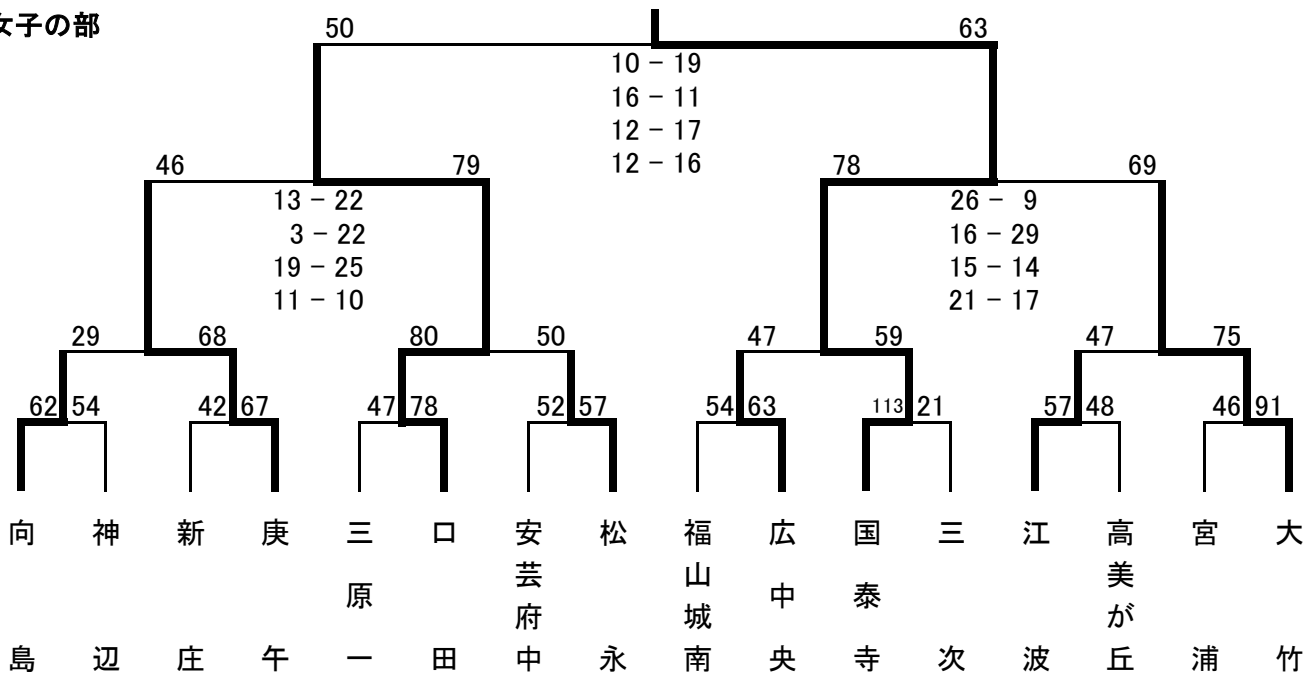 女子の部
50 63
10 − 19
16 − 11
12 − 17
12 − 16
46 79 78 69
13 − 22 26 − 9
3 − 22 16 − 29
19 − 25 15 − 14
11 − 10 21 − 17
29 68 80 50 47 59 47 75
62 54 42 67 47 78 52 57 54 63 113 21 57 48 46 91
向島
神辺
新庄
庚午
三原一
口田
安芸府中
松永
福山城南
広中央
国泰寺
三次
江波
高美が丘
宮浦
大竹